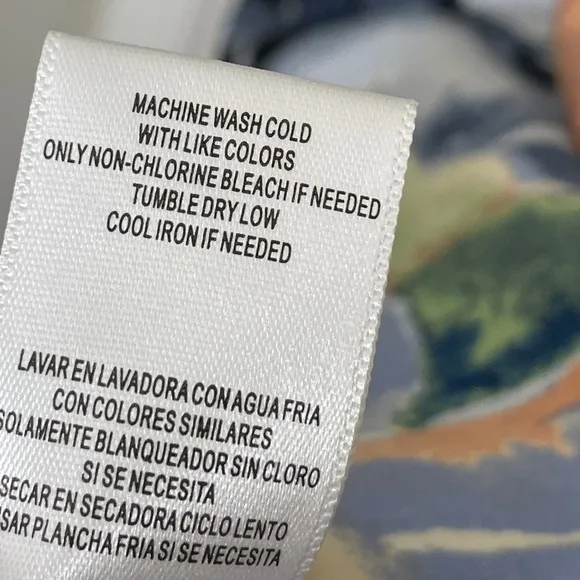 MACHINE WASH COLD
WITH LIKE COLORS
ONLY NON-CHLORINE BLEACH IF NEEDED
TUMBLE DRY LOW
COOL IRON IF NEEDED
LAVAR EN LAVADORA CON AGUA FRIA
CON COLORES SIMILARES
SOLAMENTE BLANQUEADOR SIN CLORO
SI SE NECESITA
SECAR EN SECADORA CICLO LENTO
SAR PLANCHA FRIA SI SE NECESITA